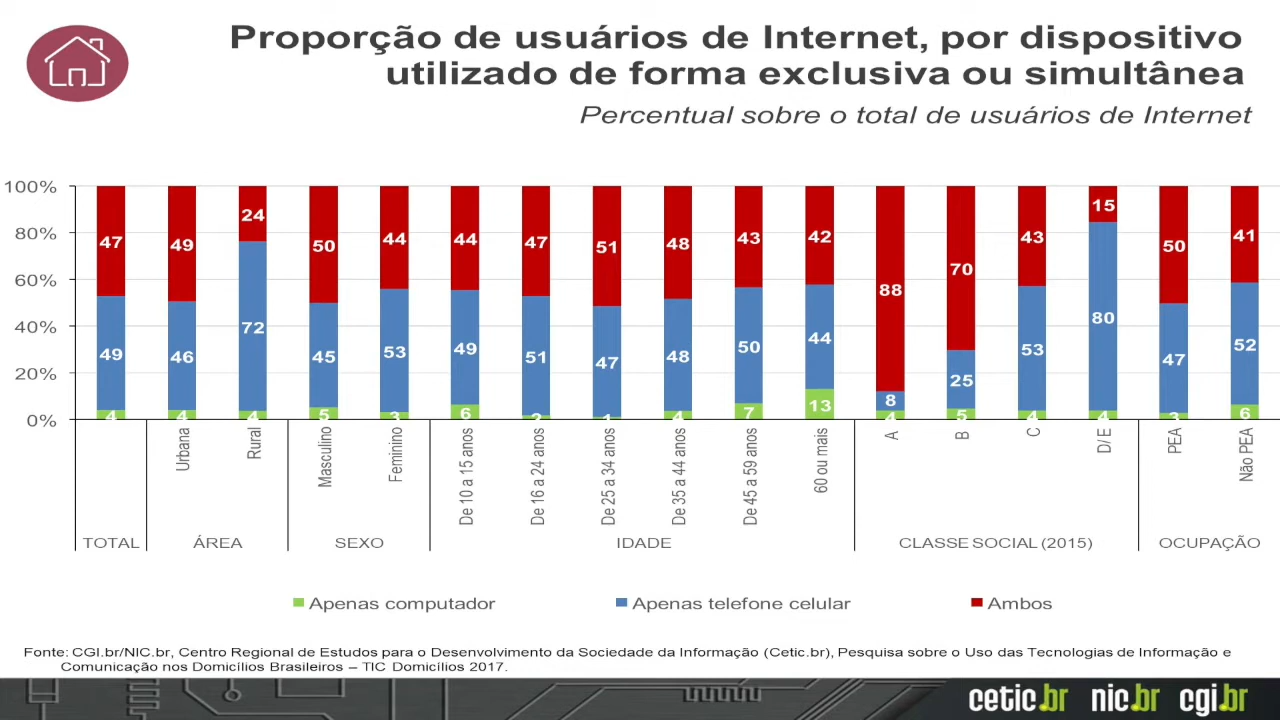 Proporção de usuários de Internet, por dispositivo
utilizado de forma exclusiva ou simultânea
Percentual sobre o total de usuários de Internet
100%
80%
60%
40%
20%
0%
47 49 24 50 44 44 47 51 48 43 42 88 70 43 15 50 41
49 46 72 45 53 49 51 47 48 50 44 8 25 53 80 47 52
4 4 4 5 3 6 2 1 4 7 13 4 5 4 4 3 6
Urbana
Rural
Masculino
Feminino
De 10 a 15 anos
De 16 a 24 anos
De 25 a 34 anos
De 35 a 44 anos
De 45 a 59 anos
60 ou mais
A
B
C
D/ E
PEA
Não PEA
TOTAL ÁREA SEXO IDADE CLASSE SOCIAL (2015) OCUPAÇÃO
Apenas computador Apenas telefone celular Ambos
Fonte: CGI.br/NIC.br, Centro Regional de Estudos para o Desenvolvimento da Sociedade da Informação (Cetic.br), Pesquisa sobre o Uso das Tecnologias de Informação e
Comunicação nos Domicílios Brasileiros – TIC Domicílios 2017.
cetic.br nic.br cgi.br